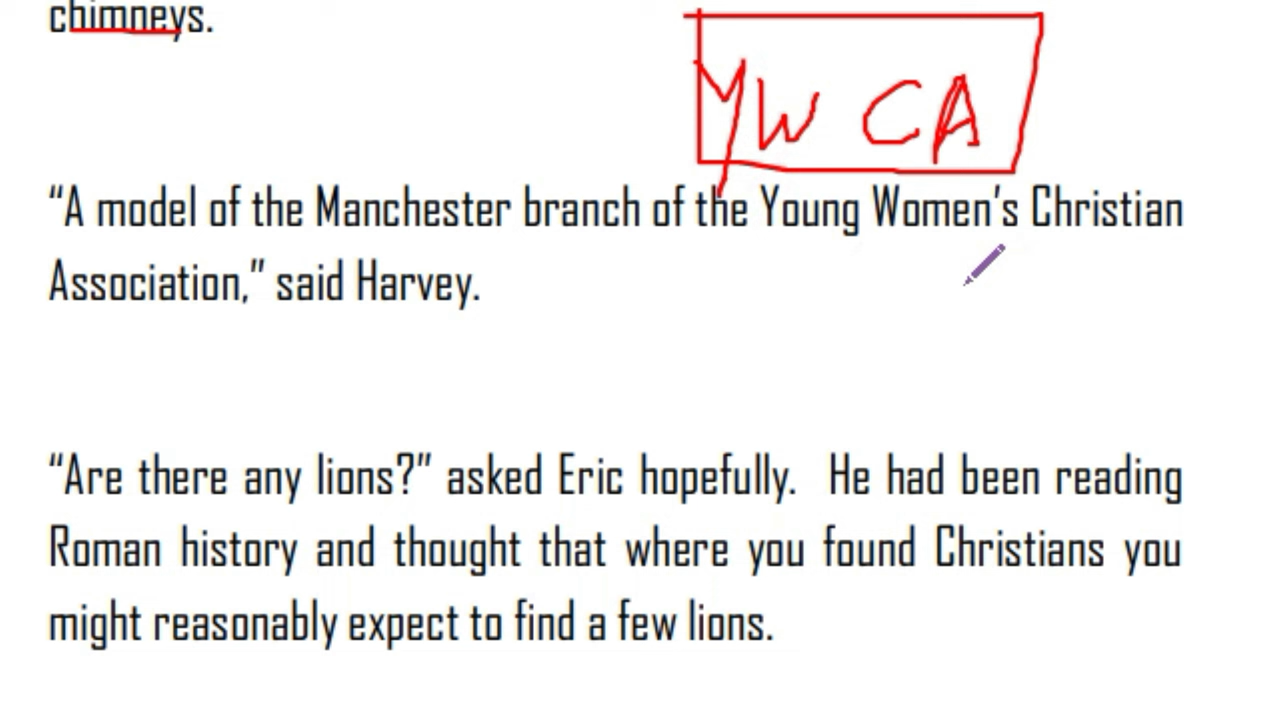 chimneys.
YW CA
“A model of the Manchester branch of the Young Women’s Christian
Association,” said Harvey.
“Are there any lions?” asked Eric hopefully. He had been reading
Roman history and thought that where you found Christians you
might reasonably expect to find a few lions.